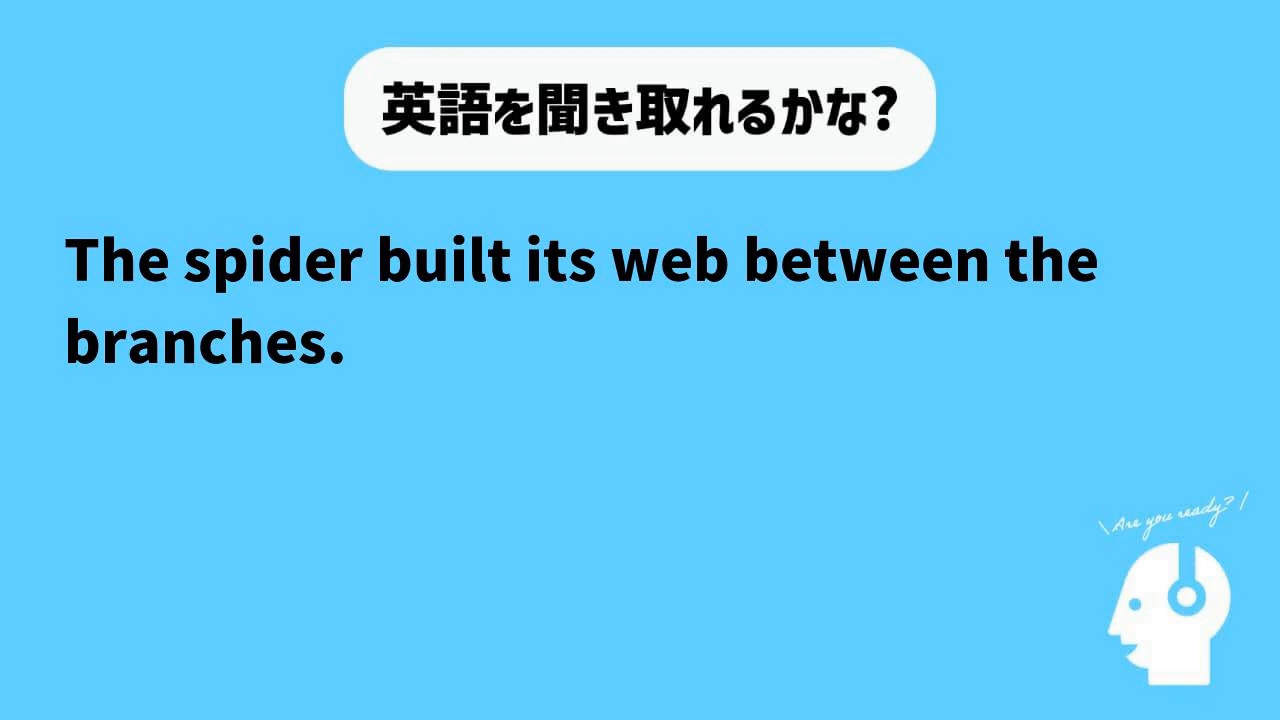 英語を聞き取れるかな?
The spider built its web between the
branches.
\ Are you ready? /